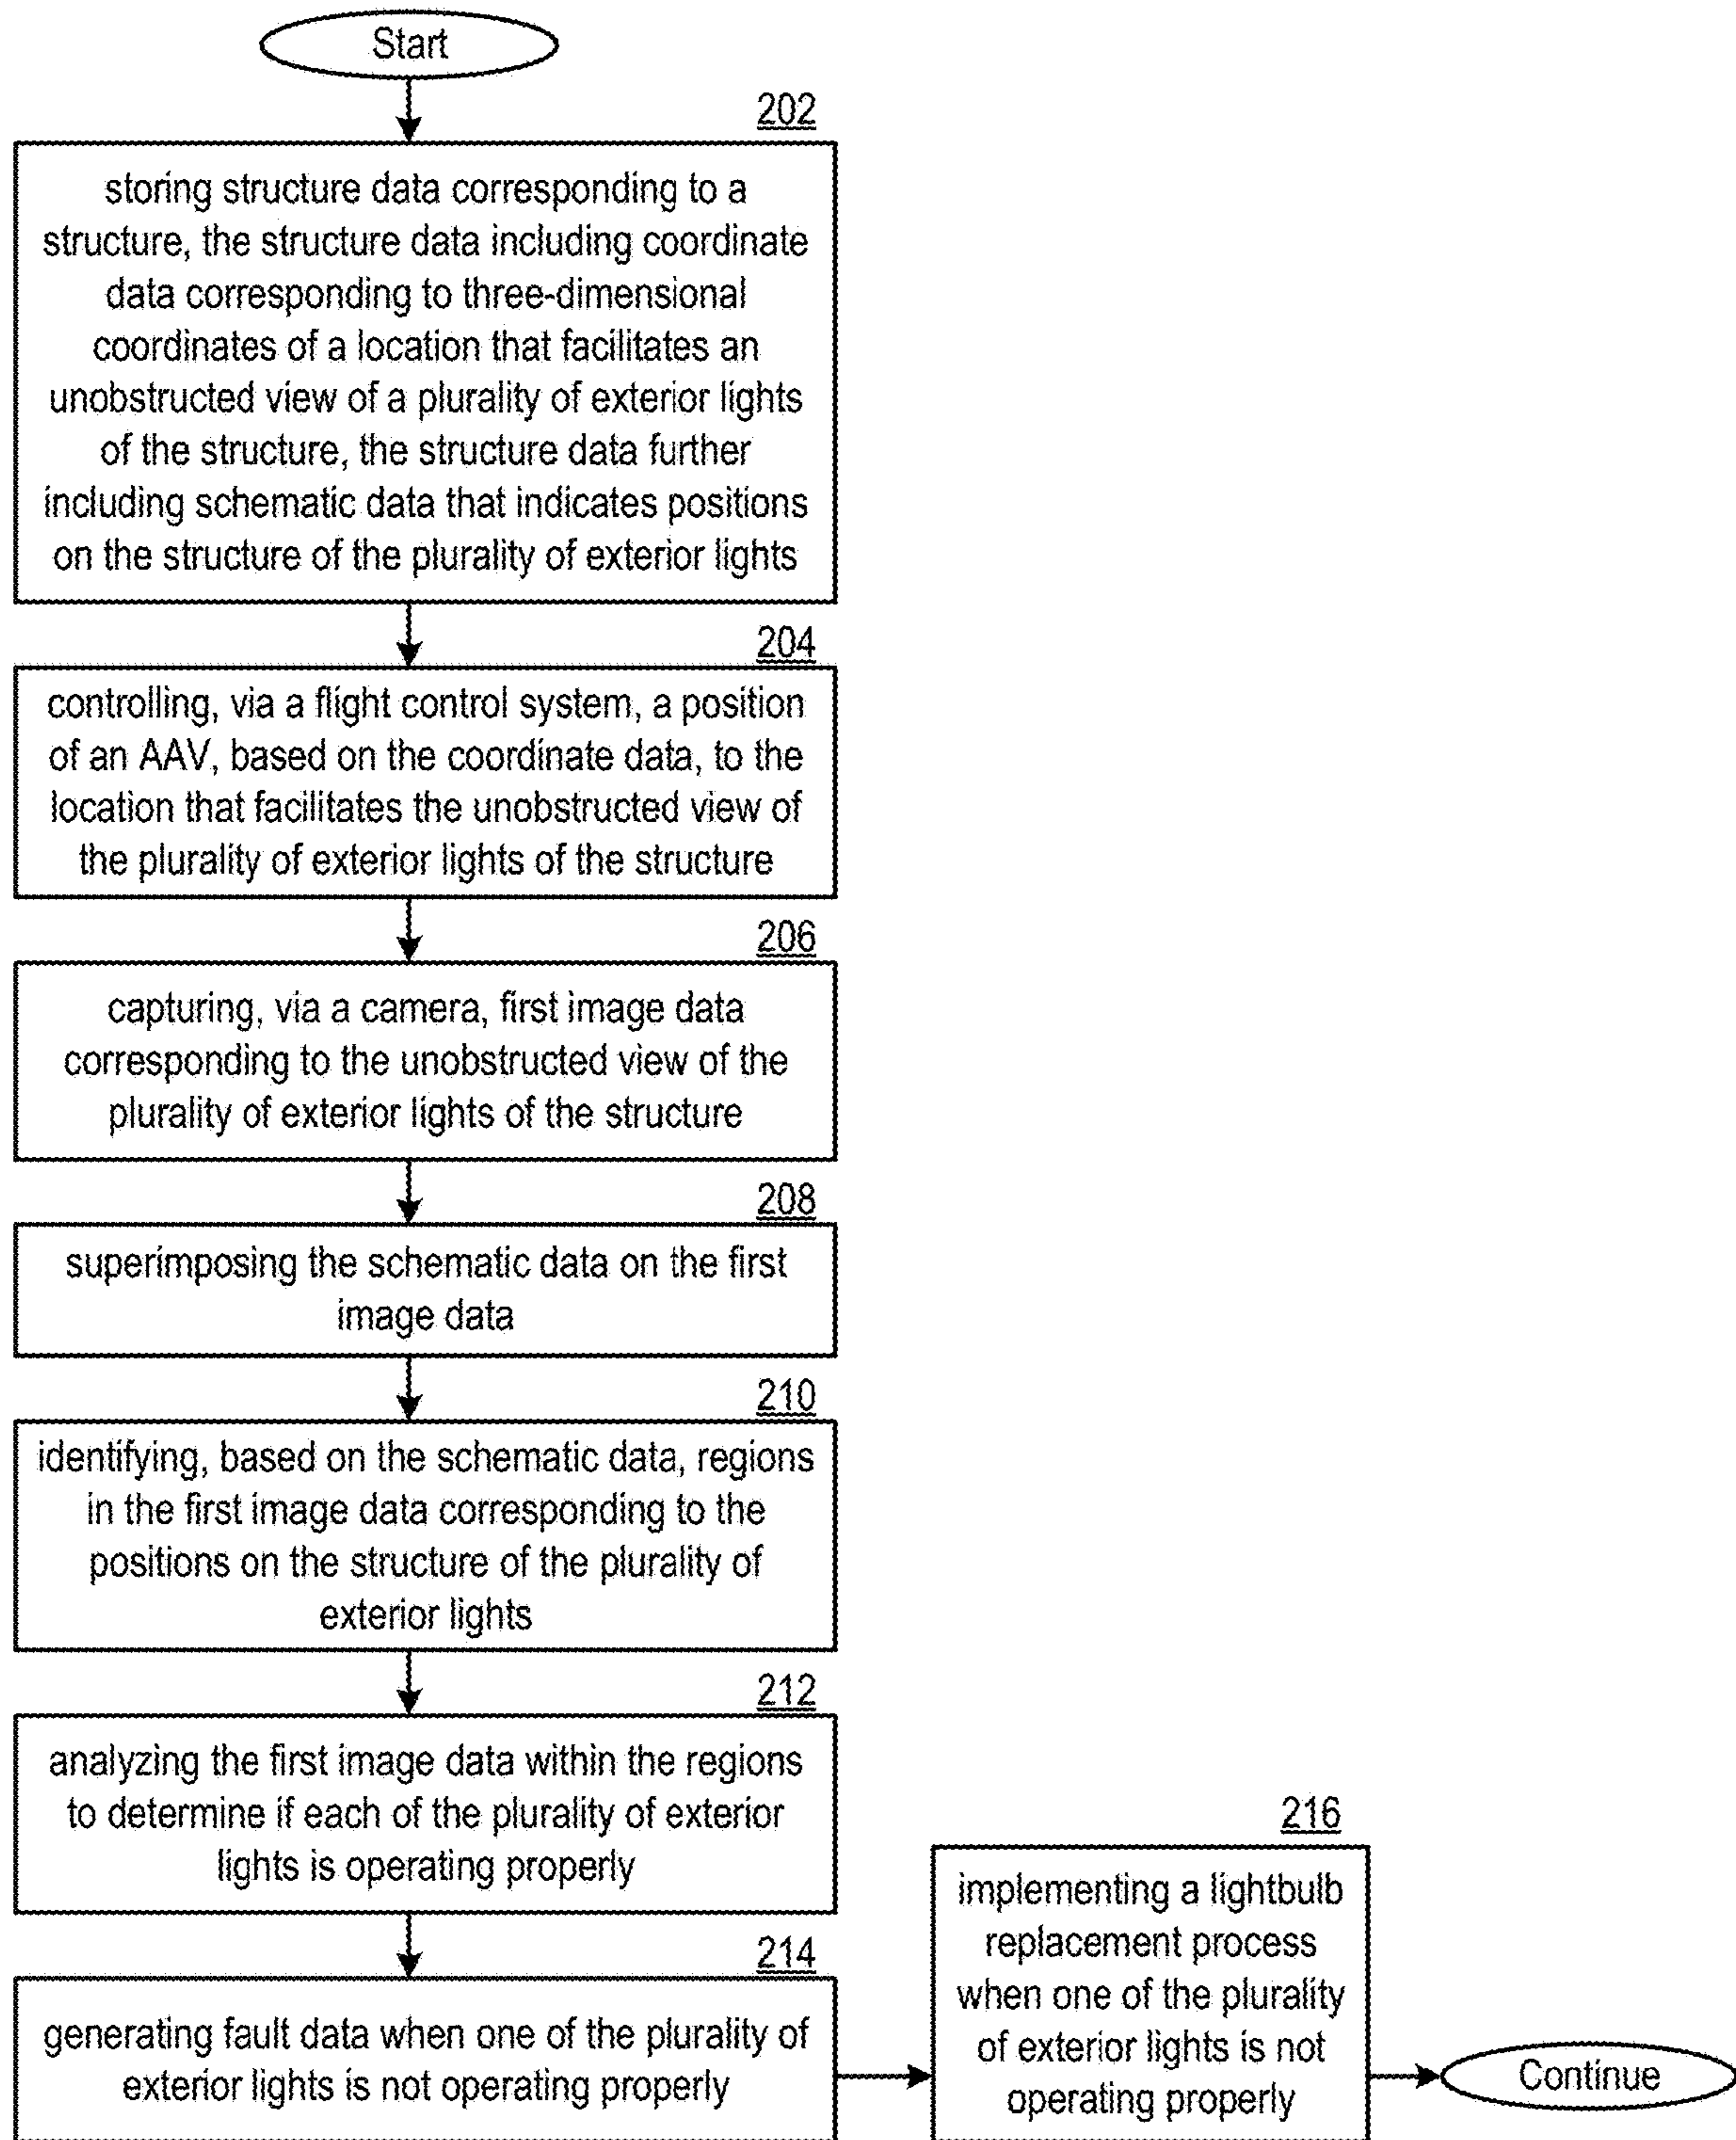 Start
202
storing structure data corresponding to a
structure, the structure data including coordinate
data corresponding to three-dimensional
coordinates of a location that facilitates an
unobstructed view of a plurality of exterior lights
of the structure, the structure data further
including schematic data that indicates positions
on the structure of the plurality of exterior lights
204
controlling, via a flight control system, a position
of an AAV, based on the coordinate data, to the
location that facilitates the unobstructed view of
the plurality of exterior lights of the structure
206
capturing, via a camera, first image data
corresponding to the unobstructed view of the
plurality of exterior lights of the structure
208
superimposing the schematic data on the first
image data
210
identifying, based on the schematic data, regions
in the first image data corresponding to the
positions on the structure of the plurality of
exterior lights
212
analyzing the first image data within the regions
to determine if each of the plurality of exterior
lights is operating properly
214
generating fault data when one of the plurality of
exterior lights is not operating properly
216
implementing a lightbulb
replacement process
when one of the plurality
of exterior lights is not
operating properly
Continue